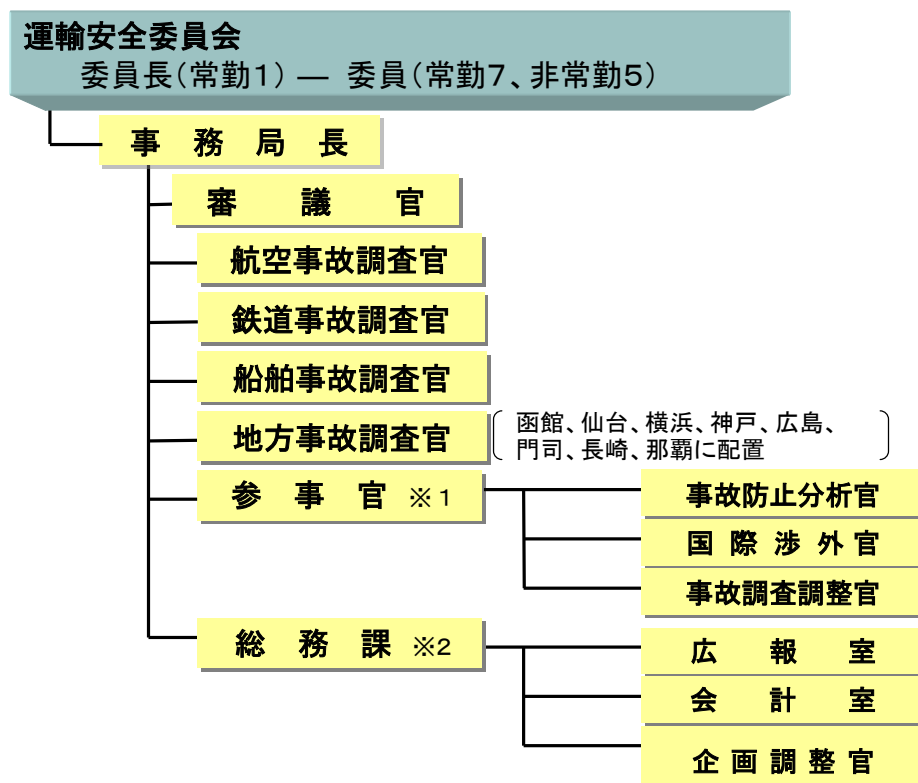 運輸安全委員会
委員長(常勤1) ― 委員(常勤7、非常勤5)
事務局長
審議官
航空事故調査官
鉄道事故調査官
船舶事故調査官
地方事故調査官
函館、仙台、横浜、神戸、広島、
門司、長崎、那覇に配置
参事官 ※1
事故防止分析官
国際渉外官
事故調査調整官
総務課 ※2
広報室
会計室
企画調整官